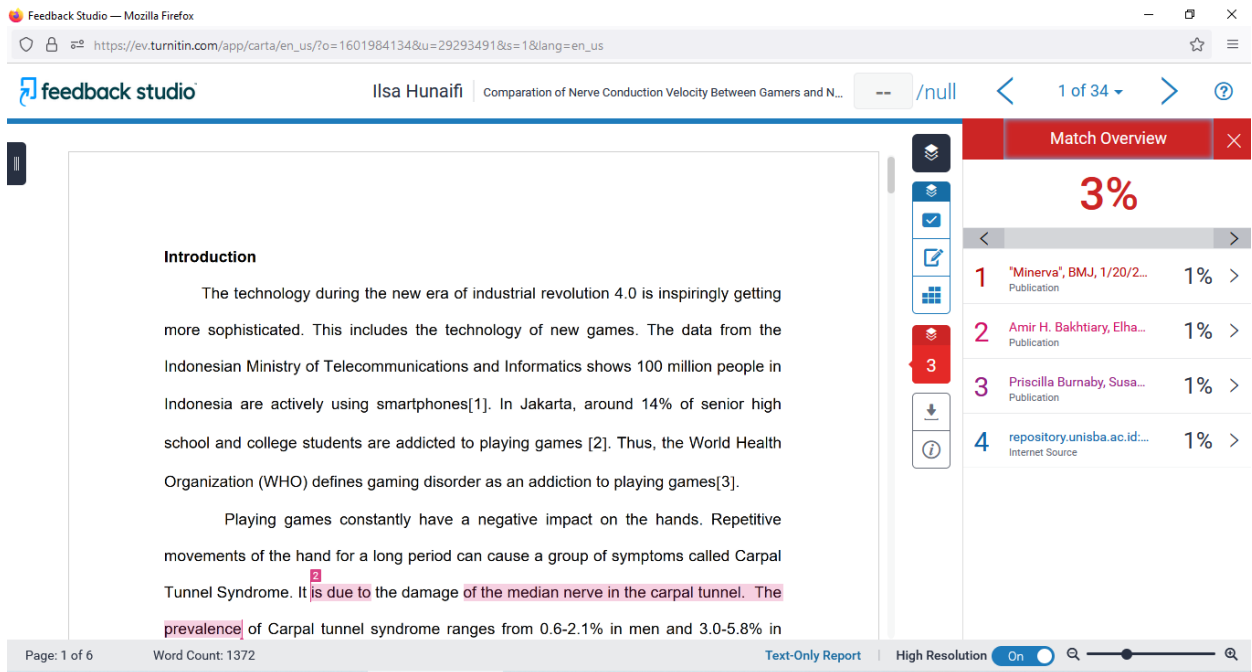 Feedback Studio — Mozilla Firefox
https://ev.turnitin.com/app/carta/en_us/?o=1601984134&u=29293491&s=1&lang=en_us
feedback studio
Ilsa Hunaifi
Comparation of Nerve Conduction Velocity Between Gamers and N...
--
/null
1 of 34
Match Overview
3%
Introduction
The technology during the new era of industrial revolution 4.0 is inspiringly getting
more sophisticated. This includes the technology of new games. The data from the
Indonesian Ministry of Telecommunications and Informatics shows 100 million people in
Indonesia are actively using smartphones[1]. In Jakarta, around 14% of senior high
school and college students are addicted to playing games [2]. Thus, the World Health
Organization (WHO) defines gaming disorder as an addiction to playing games[3].
Playing games constantly have a negative impact on the hands. Repetitive
movements of the hand for a long period can cause a group of symptoms called Carpal
2
Tunnel Syndrome. It is due to the damage of the median nerve in the carpal tunnel. The
prevalence of Carpal tunnel syndrome ranges from 0.6-2.1% in men and 3.0-5.8% in
3
1 "Minerva", BMJ, 1/20/2... 1%
Publication
2 Amir H. Bakhtiary, Elha... 1%
Publication
3 Priscilla Burnaby, Susa... 1%
Publication
4 repository.unisba.ac.id:... 1%
Internet Source
Page: 1 of 6 Word Count: 1372 Text-Only Report High Resolution On